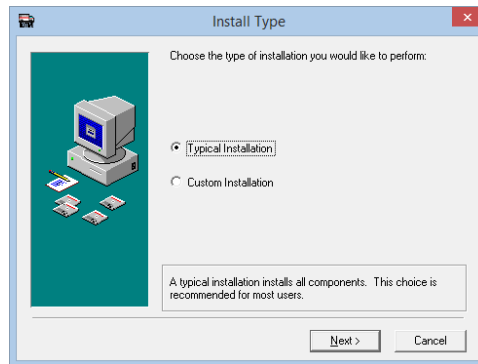 Install Type
Choose the type of installation you would like to perform:
Typical Installation
Custom Installation
A typical installation installs all components. This choice is
recommended for most users.
Next >
Cancel